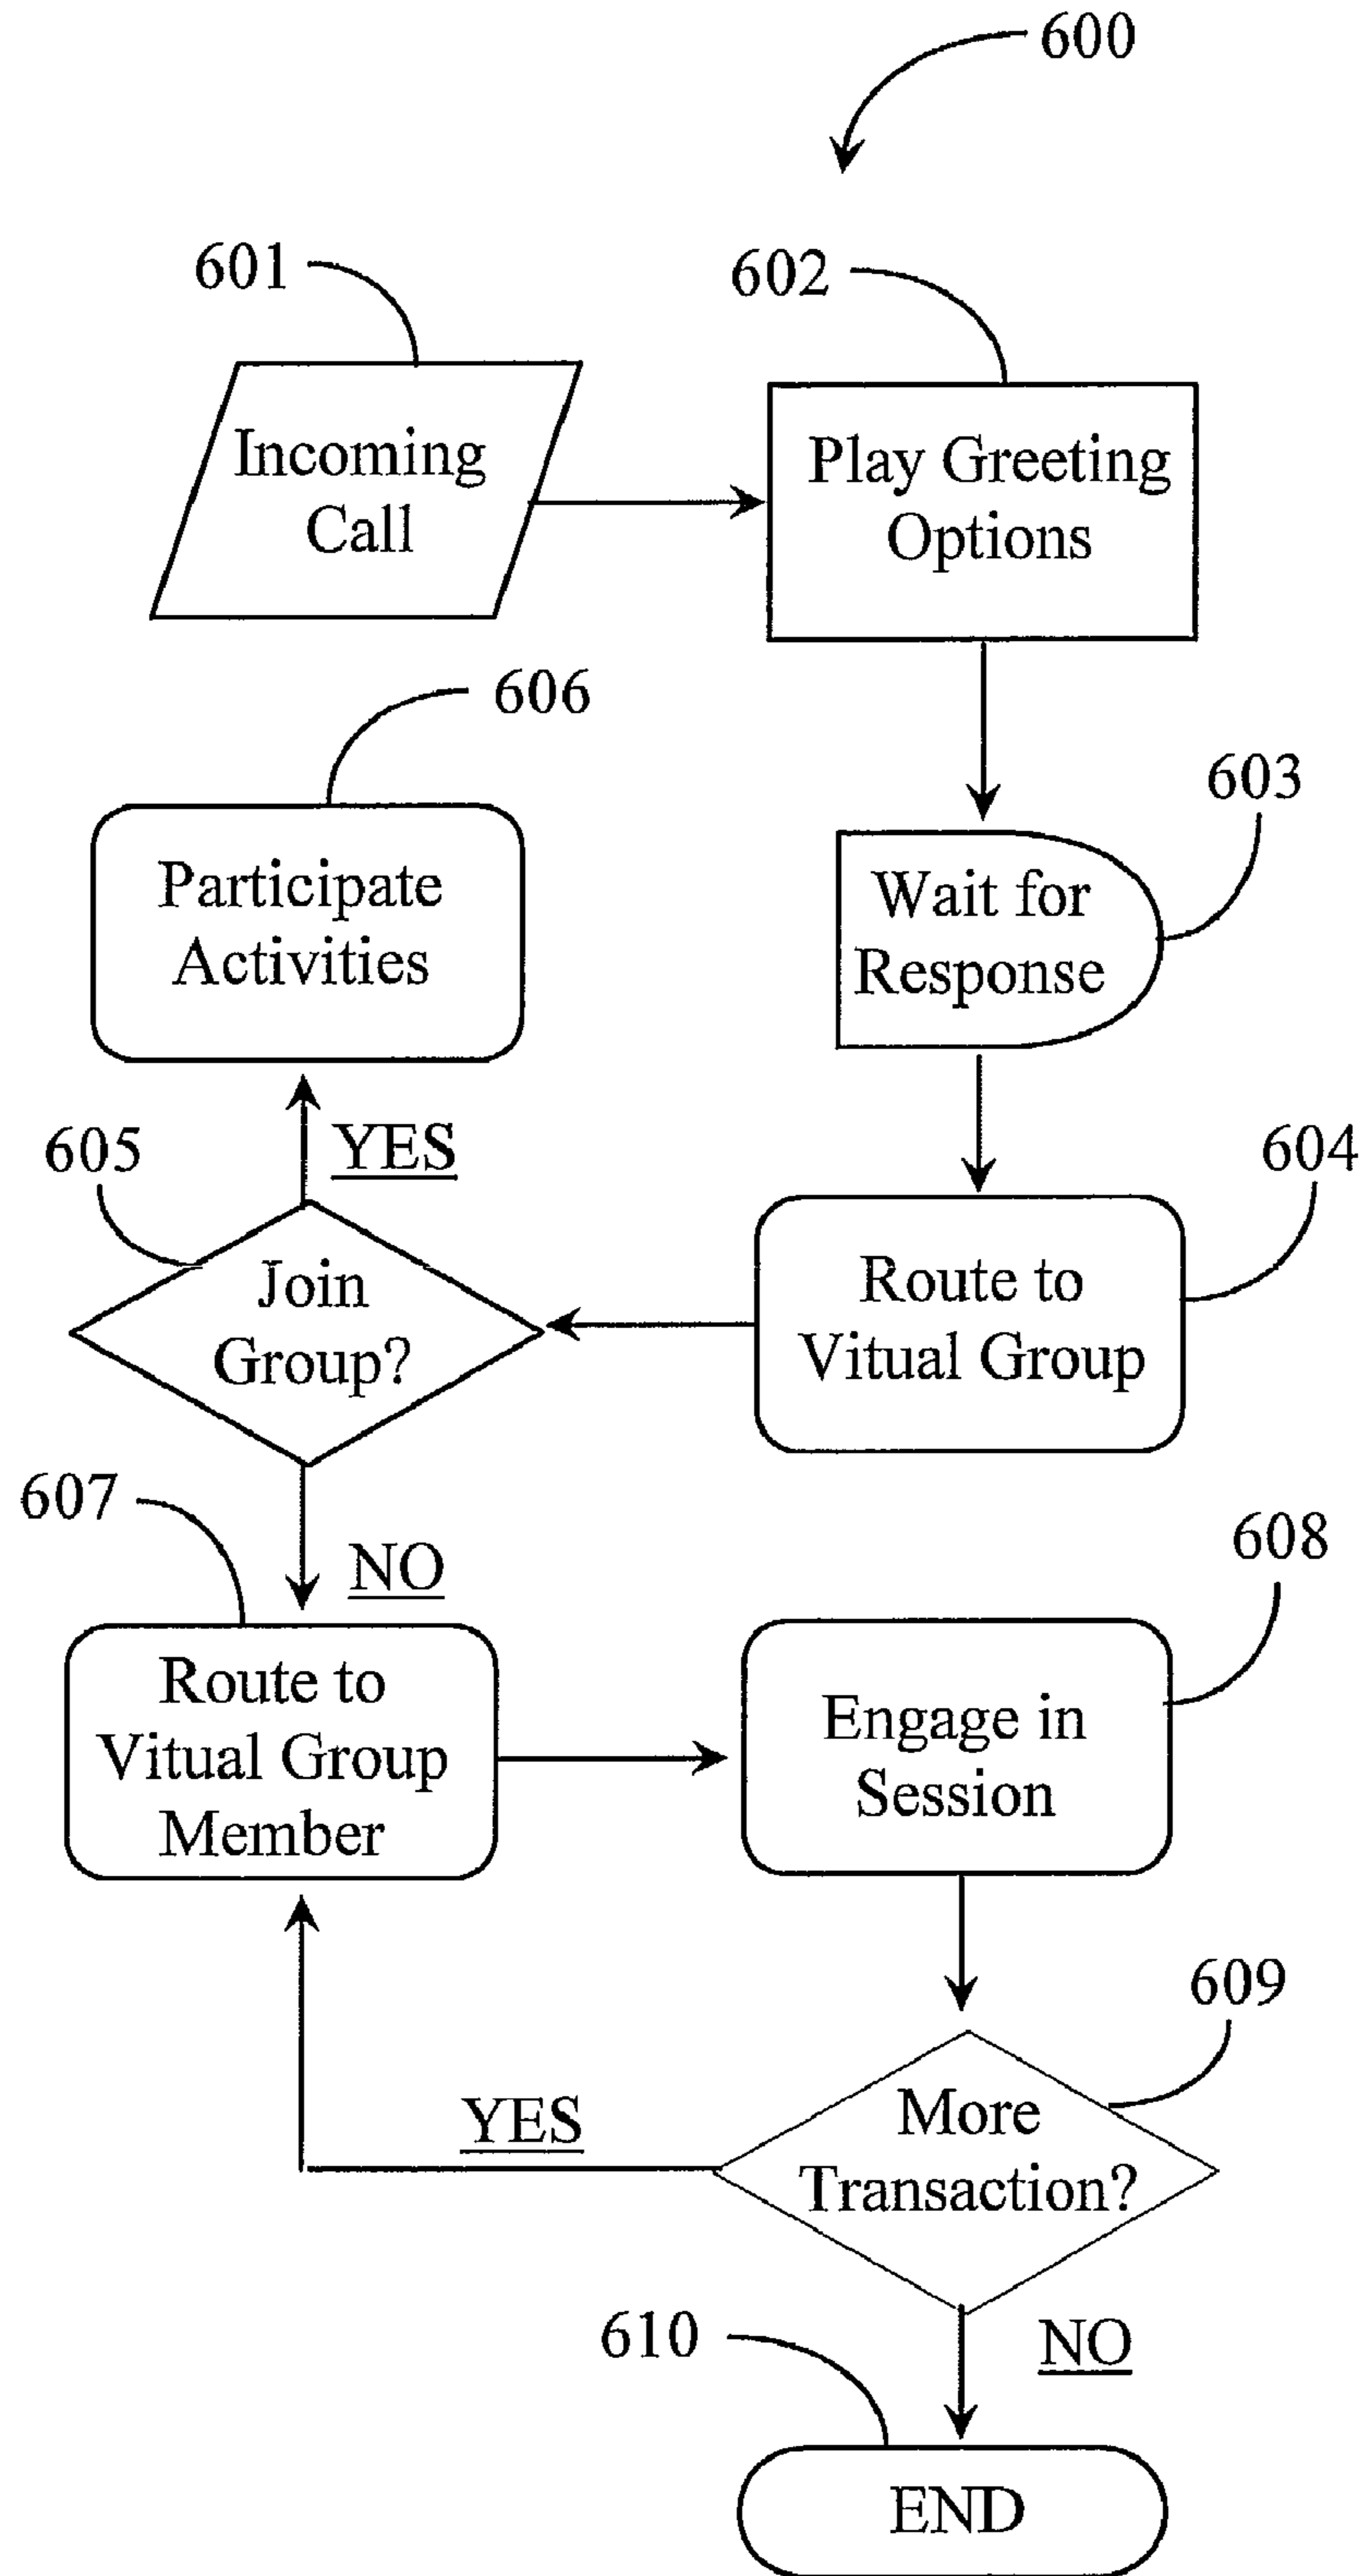 600
601
602
Incoming
Call
Play Greeting
Options
606
603
Participate
Activities
Wait for
Response
605
YES
604
Join
Group?
Route to
Vitual Group
607
NO
608
Route to
Vitual Group
Member
Engage in
Session
609
YES
More
Transaction?
610
NO
END